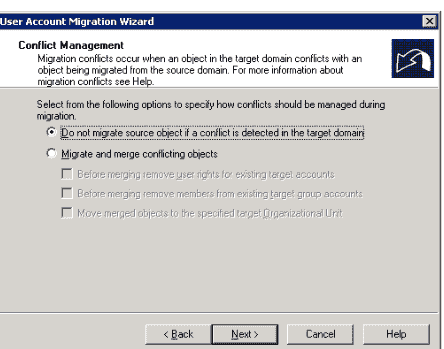 User Account Migration Wizard
Conflict Management
Migration conflicts occur when an object in the target domain conflicts with an
object being migrated from the source domain. For more information about
migration conflicts see Help.
Select from the following options to specify how conflicts should be managed during
migration.
Do not migrate source object if a conflict is detected in the target domain
Migrate and merge conflicting objects
Before merging remove user rights for existing target accounts
Before merging remove members from existing target group accounts
Move merged objects to the specified target Organizational Unit
< Back
Next >
Cancel
Help